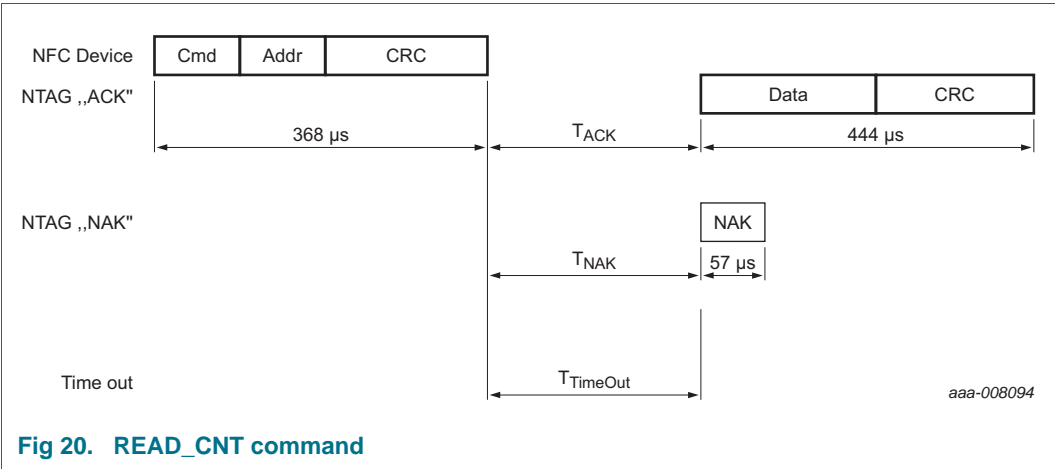 NFC Device Cmd Addr CRC
NTAG ,,ACK" Data CRC
368 µs TACK 444 µs
NTAG ,,NAK" NAK
TNAK 57 µs
Time out TTimeOut
aaa-008094
Fig 20. READ_CNT command